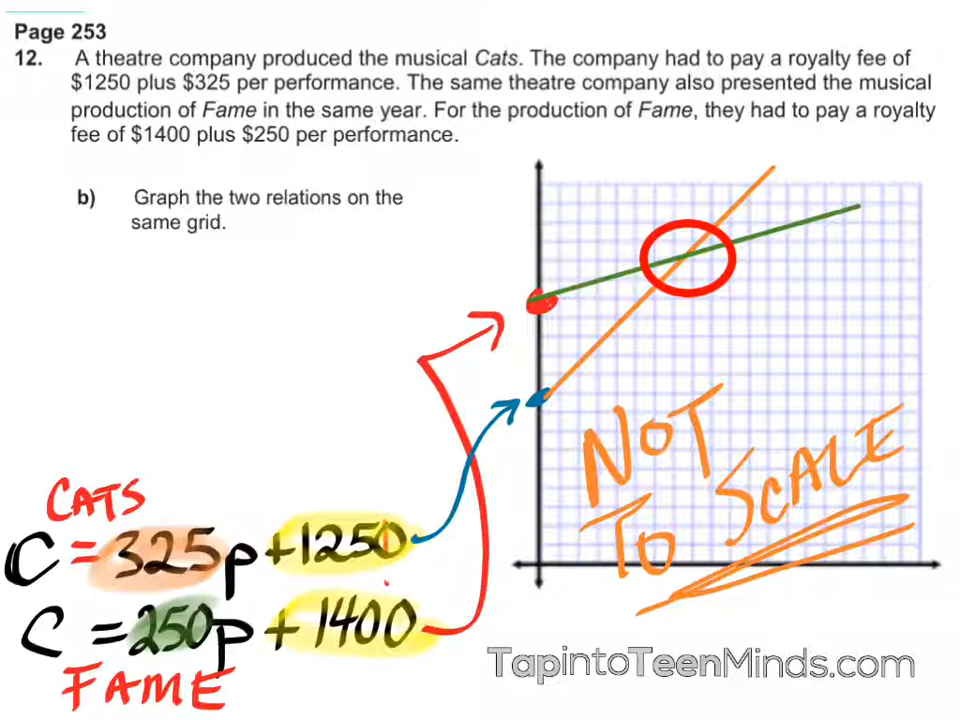 Page 253
12. A theatre company produced the musical Cats. The company had to pay a royalty fee of
$1250 plus $325 per performance. The same theatre company also presented the musical
production of Fame in the same year. For the production of Fame, they had to pay a royalty
fee of $1400 plus $250 per performance.
b) Graph the two relations on the
same grid.
NOT
TO SCALE
CATS
C = 325p + 1250
C = 250p + 1400
FAME
TapintoTeenMinds.com